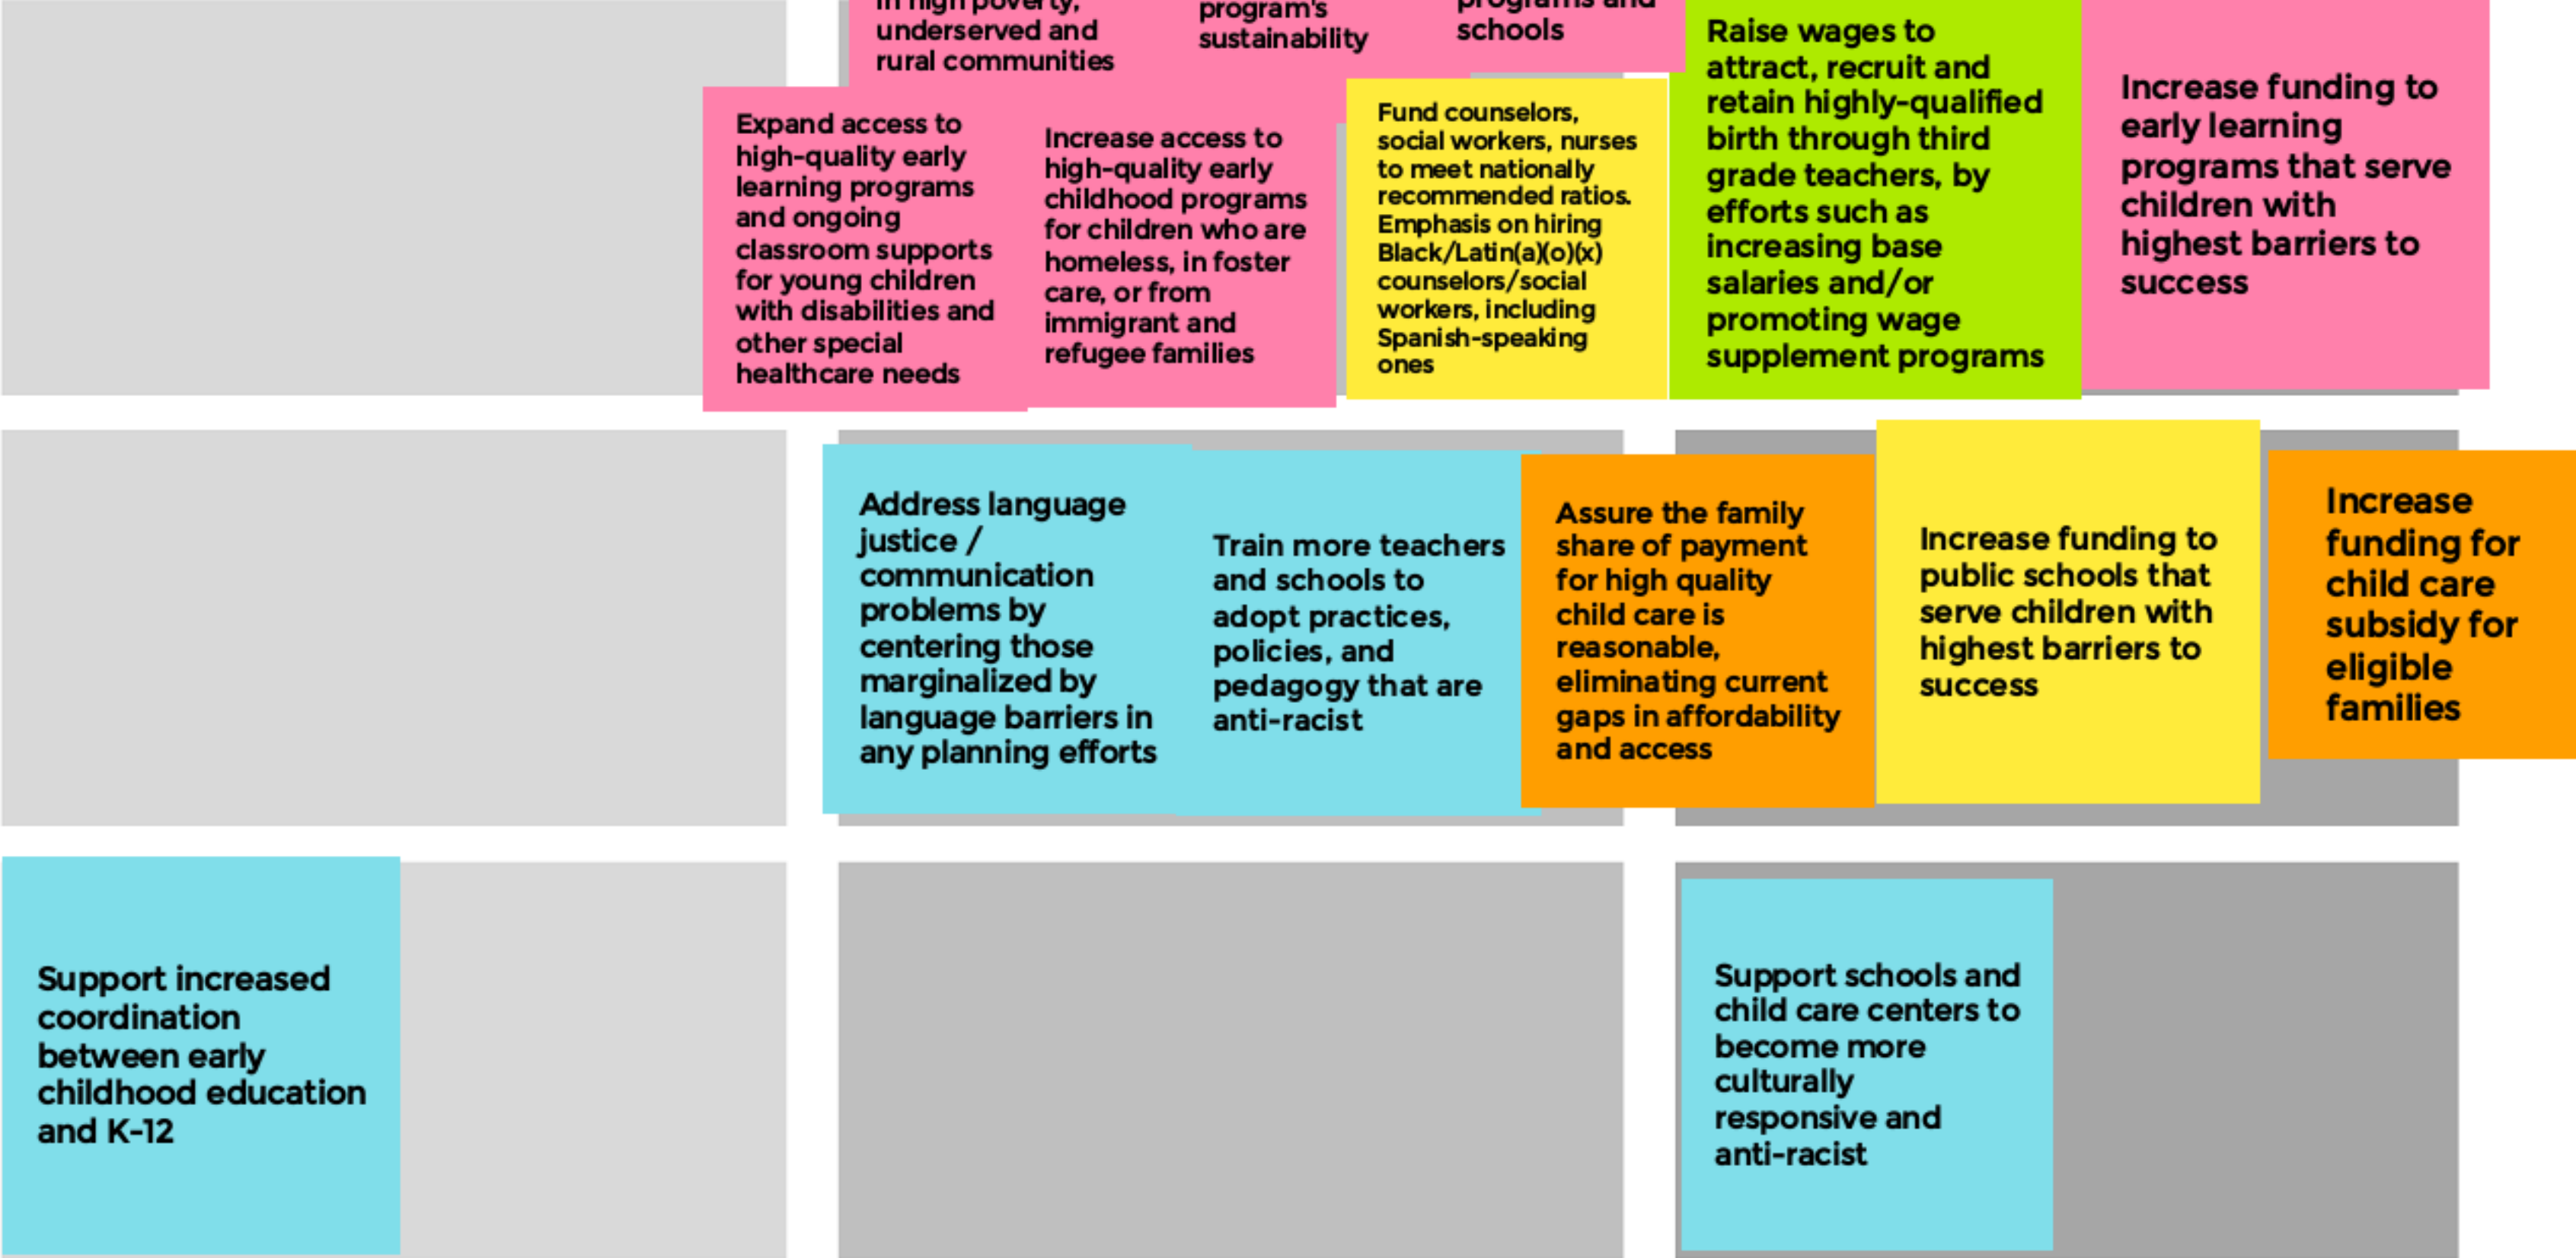 in high poverty,
underserved and
rural communities
program's
sustainability
programs and
schools
Raise wages to
attract, recruit and
retain highly-qualified
birth through third
grade teachers, by
efforts such as
increasing base
salaries and/or
promoting wage
supplement programs
Increase funding to
early learning
programs that serve
children with
highest barriers to
success
Expand access to
high-quality early
learning programs
and ongoing
classroom supports
for young children
with disabilities and
other special
healthcare needs
Increase access to
high-quality early
childhood programs
for children who are
homeless, in foster
care, or from
immigrant and
refugee families
Fund counselors,
social workers, nurses
to meet nationally
recommended ratios.
Emphasis on hiring
Black/Latin(a)(o)(x)
counselors/social
workers, including
Spanish-speaking
ones
Address language
justice /
communication
problems by
centering those
marginalized by
language barriers in
any planning efforts
Train more teachers
and schools to
adopt practices,
policies, and
pedagogy that are
anti-racist
Assure the family
share of payment
for high quality
child care is
reasonable,
eliminating current
gaps in affordability
and access
Increase funding to
public schools that
serve children with
highest barriers to
success
Increase
funding for
child care
subsidy for
eligible
families
Support increased
coordination
between early
childhood education
and K-12
Support schools and
child care centers to
become more
culturally
responsive and
anti-racist